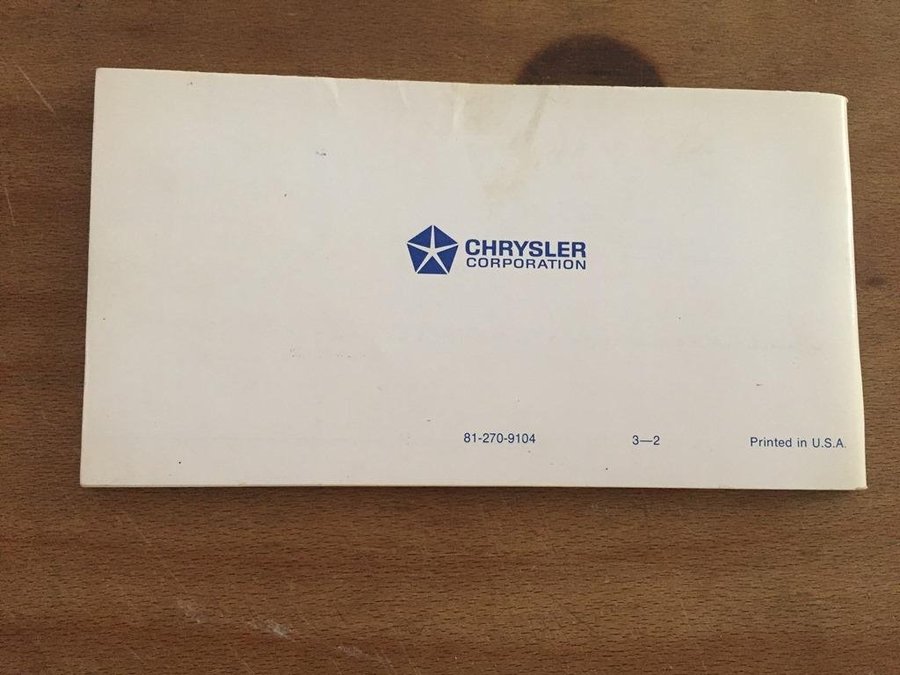 CHRYSLER
CORPORATION
81-270-9104 3—2 Printed in U.S.A.